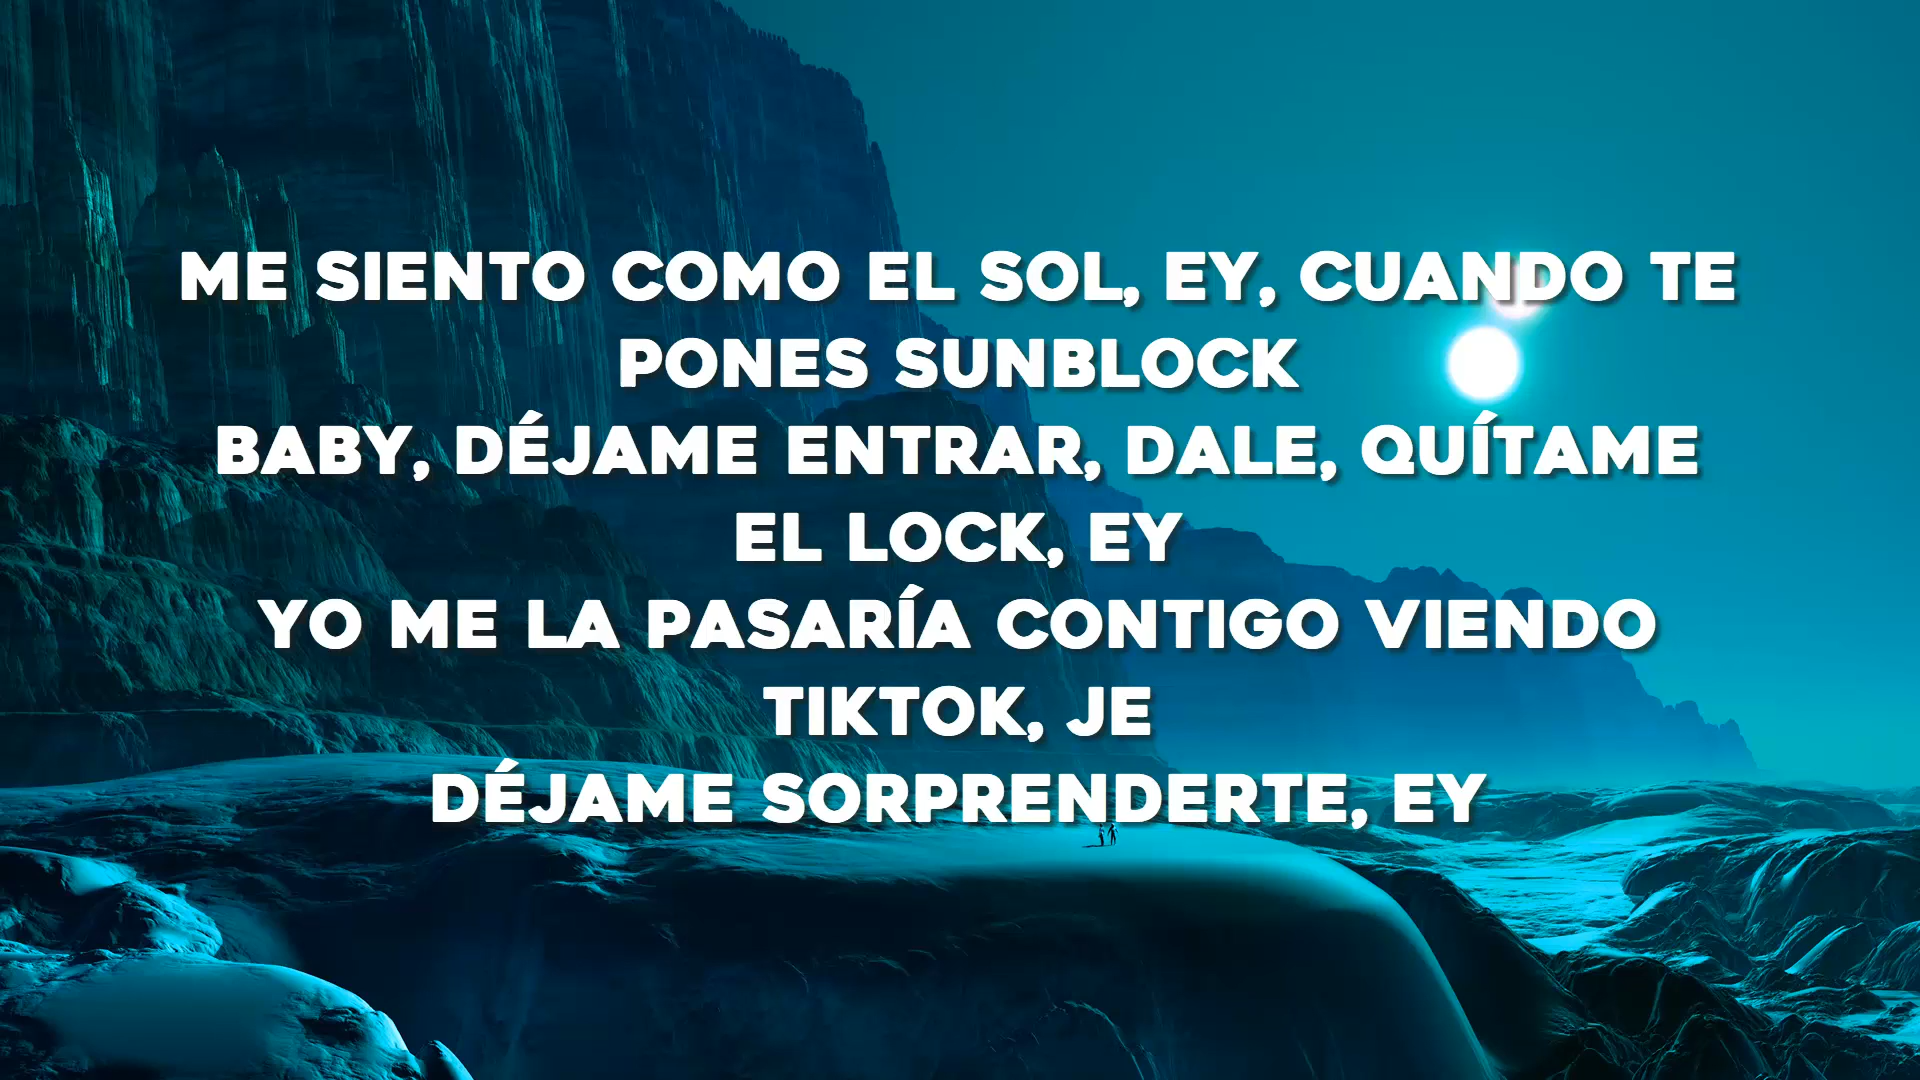 ME SIENTO COMO EL SOL, EY, CUANDO TE
PONES SUNBLOCK
BABY, DÉJAME ENTRAR, DALE, QUÍTAME
EL LOCK, EY
YO ME LA PASARÍA CONTIGO VIENDO
TIKTOK, JE
DÉJAME SORPRENDERTE, EY